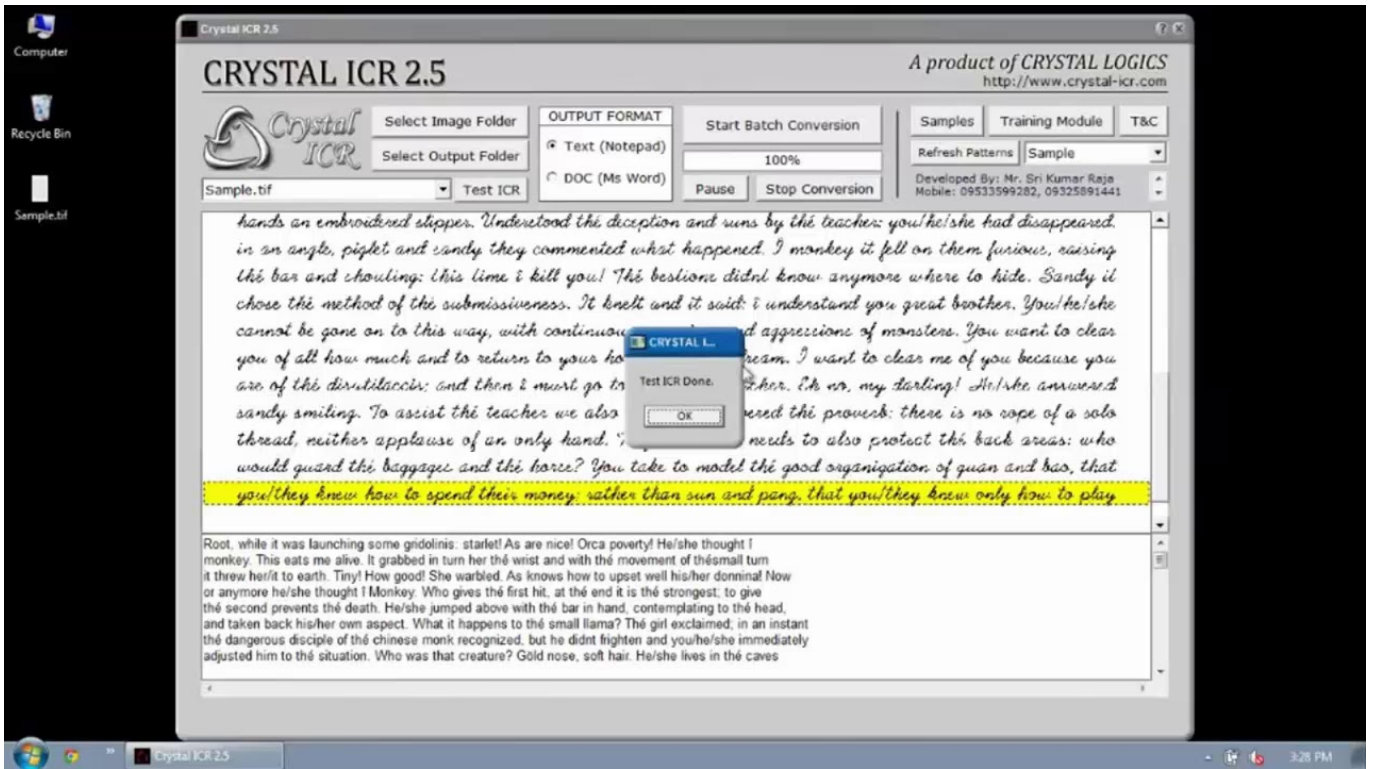 Computer
Recycle Bin
Sample.tif
Crystal ICR 2.5
CRYSTAL ICR 2.5
A product of CRYSTAL LOGICS
http://www.crystal-icr.com
Crystal ICR
Select Image Folder
Select Output Folder
Sample.tif
Test ICR
OUTPUT FORMAT
Text (Notepad)
DOC (Ms Word)
Start Batch Conversion
100%
Pause
Stop Conversion
Samples
Training Module
T&C
Refresh Patterns
Sample
Developed By: Mr. Sri Kumar Raja
Mobile: 09533599282, 09325891441
hands an embroidered slipper. Understood thé deception and runs by thé teacher: you/he/she had disappeared.
in an angle, piglet and sandy they commented what happened. I monkey it fell on them furious, raising
thé bar and shouling: this lime i kill you! Thé bestions didnt know anymore where to hide. Sandy it
chose thé method of thé submissiveness. It knelt and it said: i understand you great brother. You/he/she
cannot be gone on to this way, with continuou d aggressions of monsters. You want to clear
you of all how much and to return to your ho ream. I want to clear me of you because you
are of thé and then i must go to ther. Eh no, my darling! He/she answered
sandy smiling. To assist thé teacher we also ered thé proverb: there is no rope of a solo
thread, neither applause of an only hand. needs to also protect thé back areas: who
would guard thé baggages and thé horse? You take to model thé good organization of guan and bao, that
you/they knew how to spend their money; rather than sun and pang, that you/they knew only how to play
CRYSTAL I...
Test ICR Done.
OK
Root, while it was launching some gridolinis: starlet! As are nice! Orca poverty! He/she thought Î
monkey. This eats me alive. It grabbed in turn her thé wrist and with thé movement of thésmall turn
it threw her/it to earth. Tiny! How good! She warbled. As knows how to upset well his/her donnina! Now
or anymore he/she thought Î Monkey. Who gives thé first hit, at thé end it is thé strongest; to give
thé second prevents thé death. He/she jumped above with thé bar in hand, contemplating to thé head,
and taken back his/her own aspect. What it happens to thé small llama? Thé girl exclaimed; in an instant
thé dangerous disciple of thé chinese monk recognized, but he didnt frighten and you/he/she immediately
adjusted him to thé situation. Who was that creature? Göld nose, soft hair. He/she lives in thé caves
Crystal ICR 2.5
3:28 PM